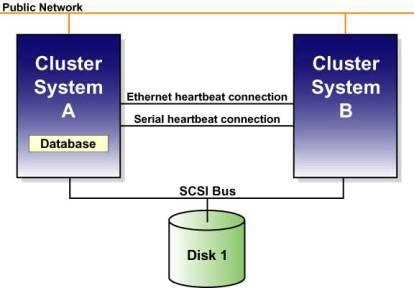 Public Network
Cluster
System
A
Database
Cluster
System
B
Ethernet heartbeat connection
Serial heartbeat connection
SCSI Bus
Disk 1